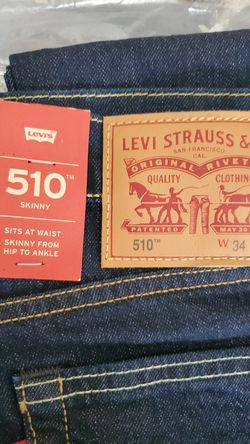 Levi's
510™
SKINNY
SITS AT WAIST
SKINNY FROM
HIP TO ANKLE
LEVI STRAUSS &
SAN FRANCISCO
CAL.
ORIGINAL RIVET
QUALITY CLOTHING
PATENTED MAY 20
510™ W 34